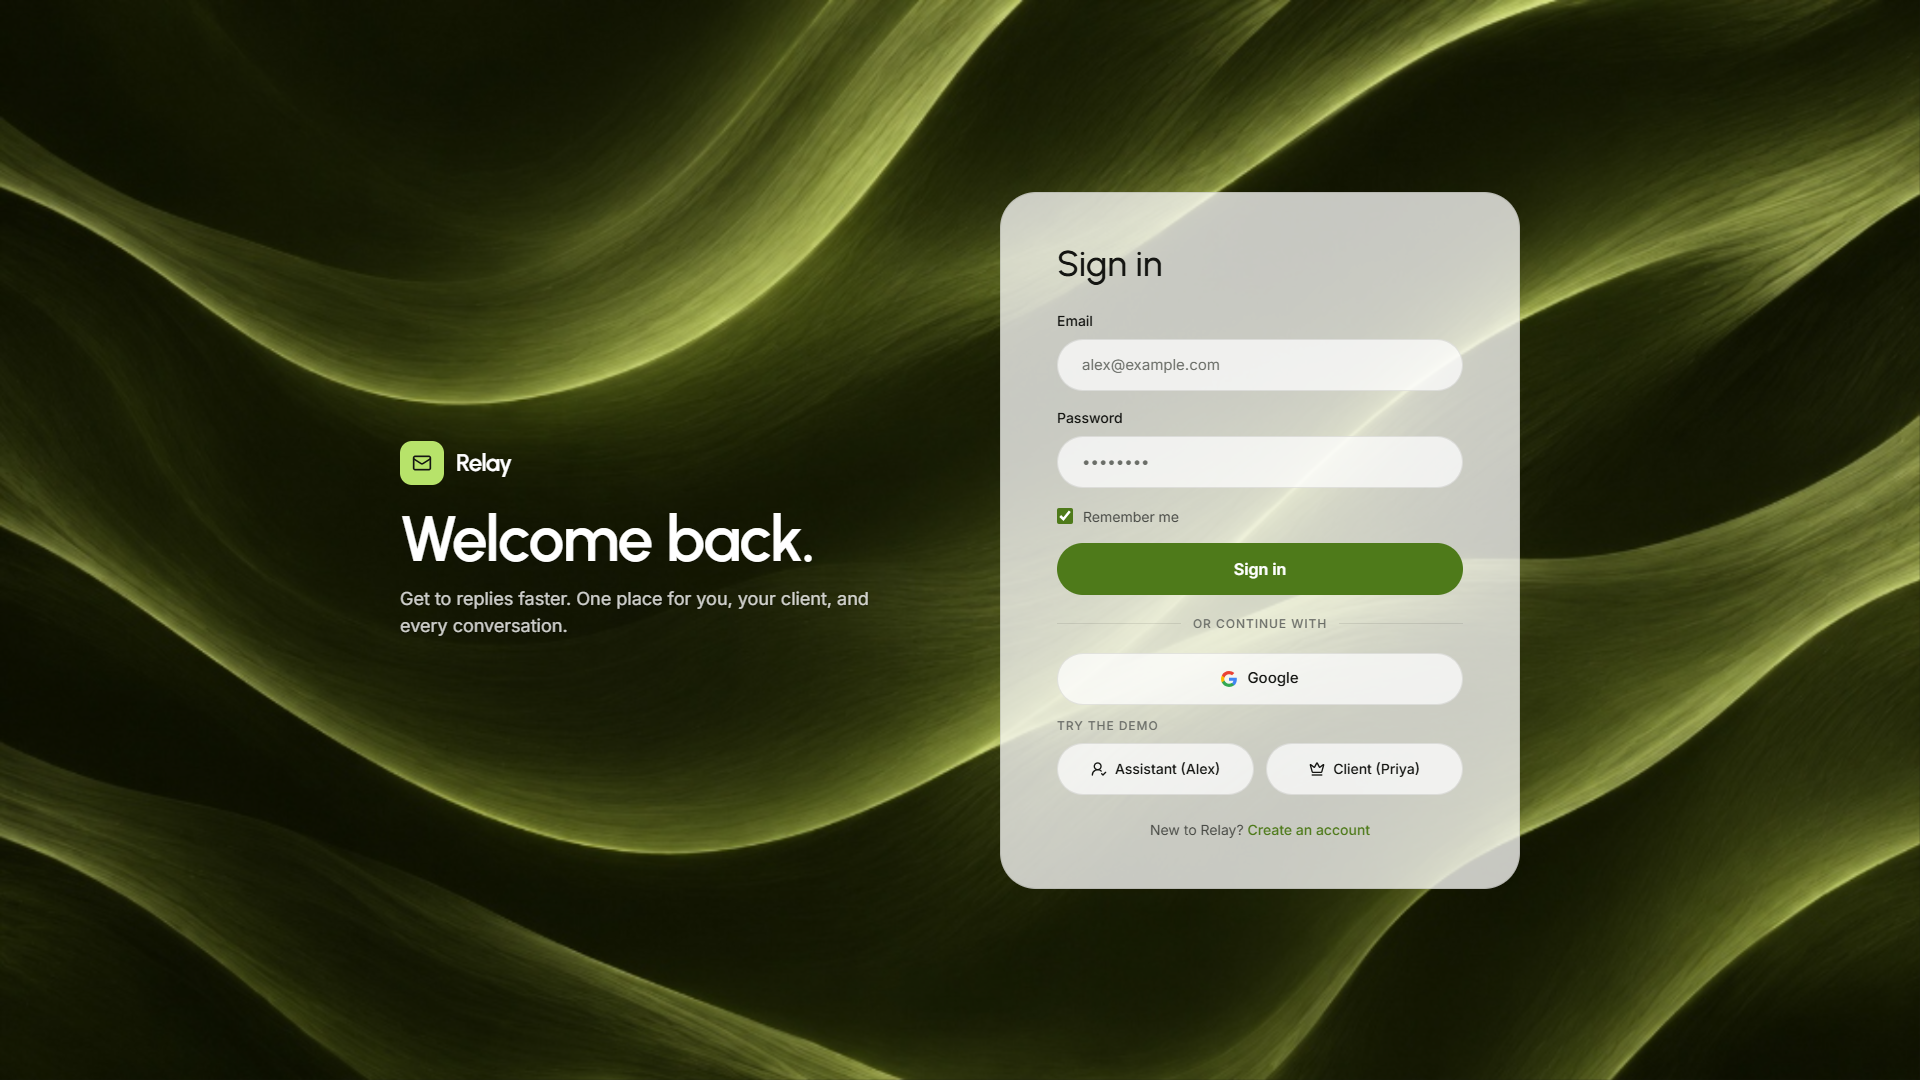 Relay
Welcome back.
Get to replies faster. One place for you, your client, and
every conversation.
Sign in
Email
alex@example.com
Password
••••••••
Remember me
Sign in
OR CONTINUE WITH
Google
TRY THE DEMO
Assistant (Alex)
Client (Priya)
New to Relay? Create an account